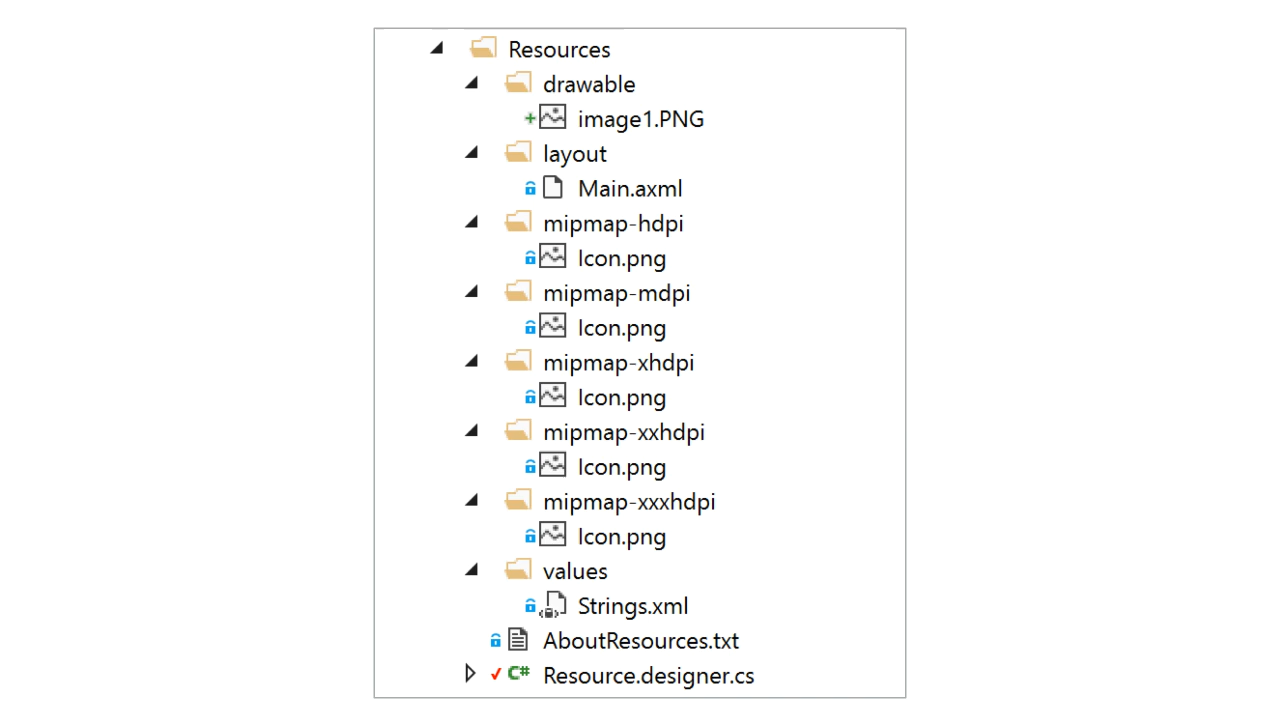 Resources
drawable
image1.PNG
layout
Main.axml
mipmap-hdpi
Icon.png
mipmap-mdpi
Icon.png
mipmap-xhdpi
Icon.png
mipmap-xxhdpi
Icon.png
mipmap-xxxhdpi
Icon.png
values
Strings.xml
AboutResources.txt
C# Resource.designer.cs